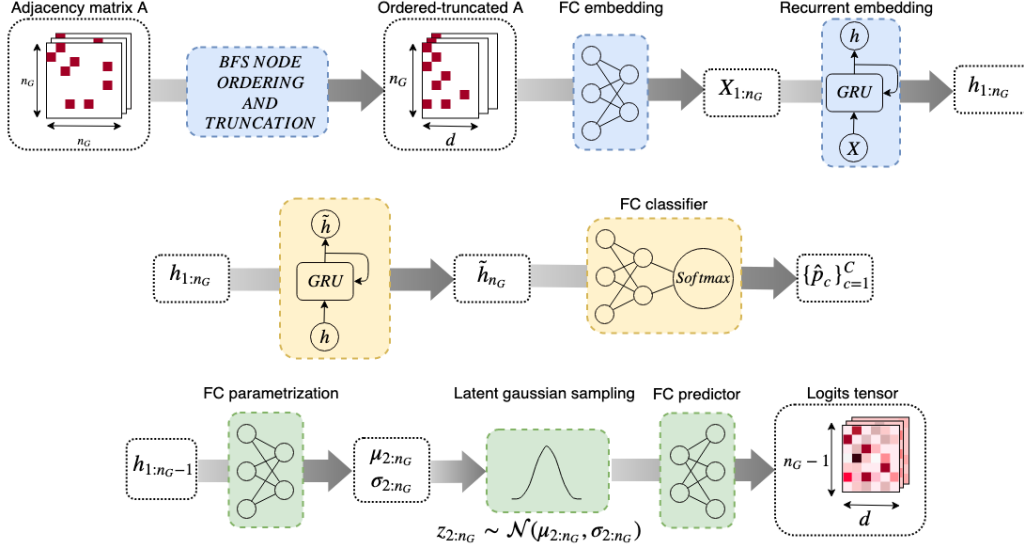 Adjacency matrix A
Ordered-truncated A
FC embedding
Recurrent embedding
n_G
n_G
BFS NODE
ORDERING
AND
TRUNCATION
n_G
d
X_{1:n_G}
h
GRU
X
h_{1:n_G}
FC classifier
h_{1:n_G}
h̃
GRU
h
h̃_{n_G}
Softmax
{p̂_c}_{c=1}^C
FC parametrization
Latent gaussian sampling
FC predictor
Logits tensor
h_{1:n_G-1}
μ_{2:n_G}
σ_{2:n_G}
n_G - 1
d
z_{2:n_G} ∼ 𝒩(μ_{2:n_G}, σ_{2:n_G})